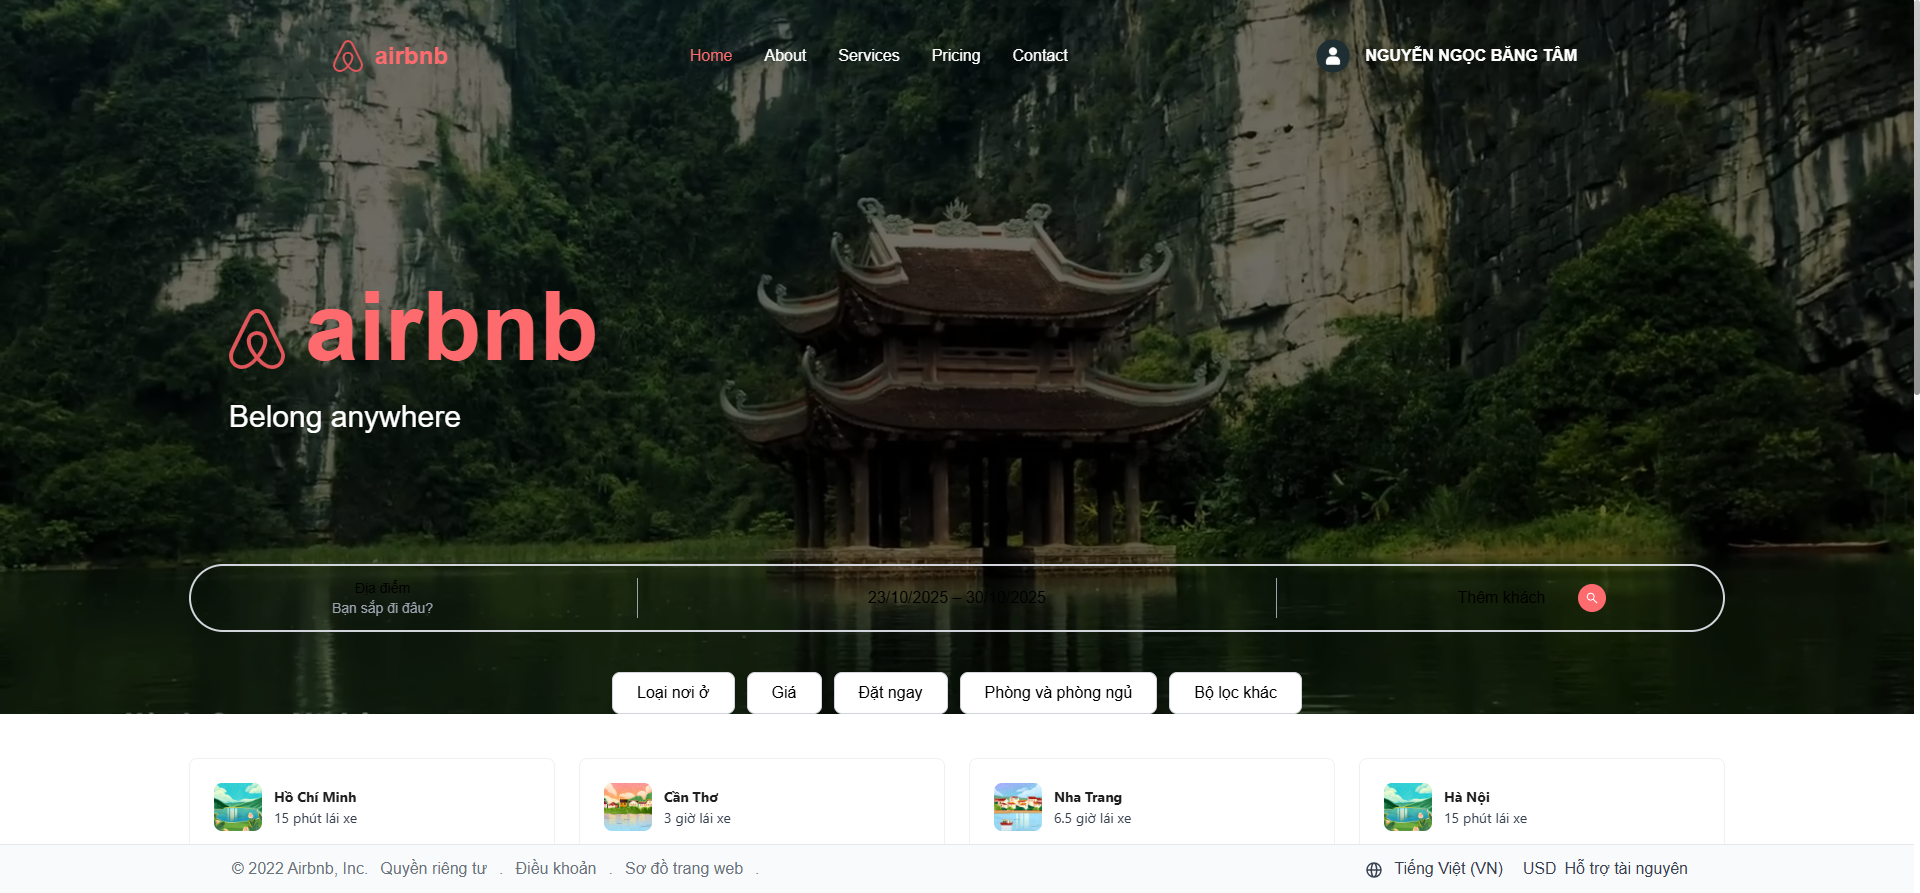 airbnb
Home About Services Pricing Contact
NGUYỄN NGỌC BĂNG TÂM
airbnb
Belong anywhere
Địa điểm
Bạn sắp đi đâu?
23/10/2025 – 30/10/2025
Thêm khách
Loại nơi ở Giá Đặt ngay Phòng và phòng ngủ Bộ lọc khác
Hồ Chí Minh
15 phút lái xe
Cần Thơ
3 giờ lái xe
Nha Trang
6.5 giờ lái xe
Hà Nội
15 phút lái xe
© 2022 Airbnb, Inc. Quyền riêng tư . Điều khoản . Sơ đồ trang web .
Tiếng Việt (VN) USD Hỗ trợ tài nguyên